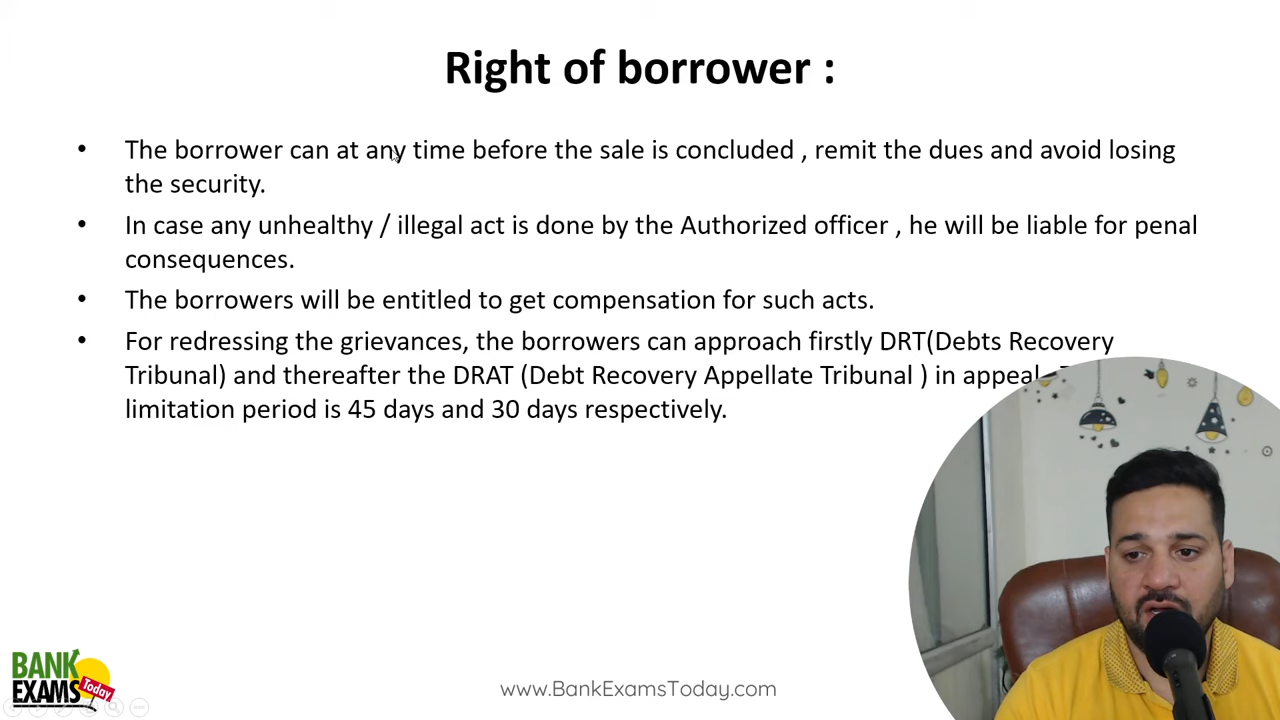 Right of borrower :
• The borrower can at any time before the sale is concluded , remit the dues and avoid losing
the security.
• In case any unhealthy / illegal act is done by the Authorized officer , he will be liable for penal
consequences.
• The borrowers will be entitled to get compensation for such acts.
• For redressing the grievances, the borrowers can approach firstly DRT(Debts Recovery
Tribunal) and thereafter the DRAT (Debt Recovery Appellate Tribunal ) in appeal.
limitation period is 45 days and 30 days respectively.
BANK
EXAMS
Today
www.BankExamsToday.com